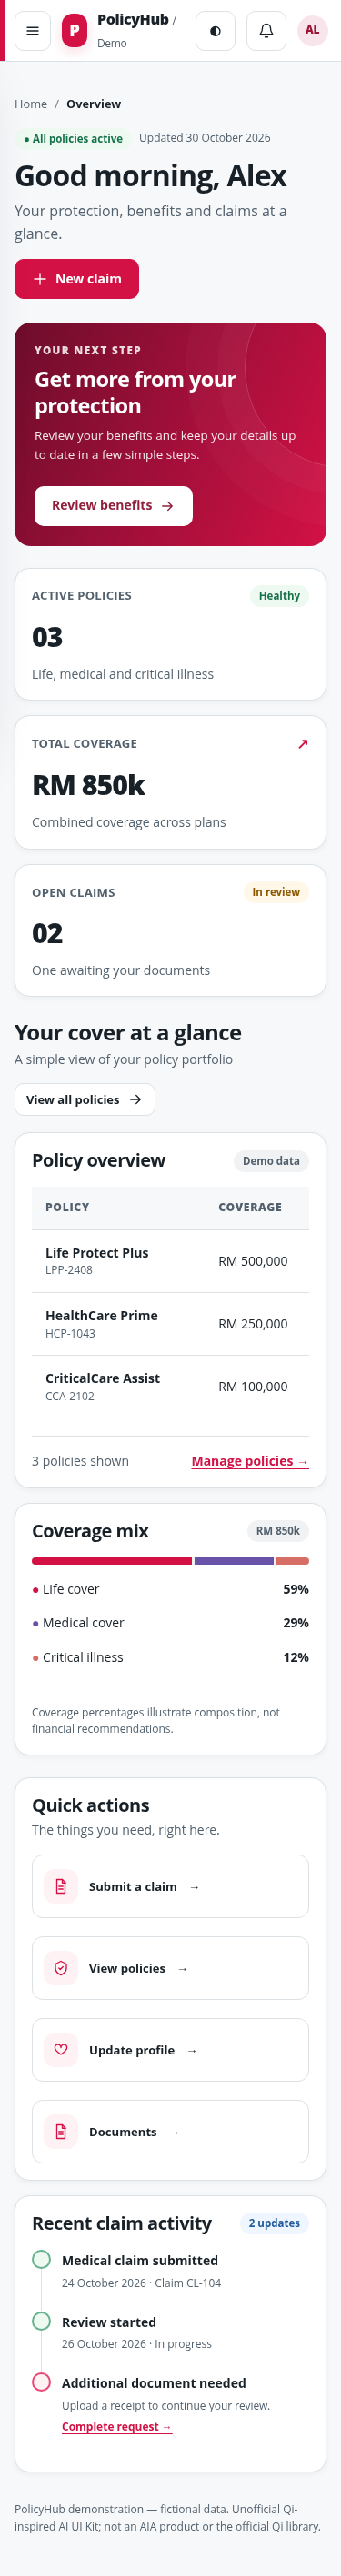 P
PolicyHub /
Demo
AL
Home / Overview
● All policies active
Updated 30 October 2026
Good morning, Alex
Your protection, benefits and claims at a
glance.
+ New claim
YOUR NEXT STEP
Get more from your
protection
Review your benefits and keep your details up
to date in a few simple steps.
Review benefits →
ACTIVE POLICIES
Healthy
03
Life, medical and critical illness
TOTAL COVERAGE
↗
RM 850k
Combined coverage across plans
OPEN CLAIMS
In review
02
One awaiting your documents
Your cover at a glance
A simple view of your policy portfolio
View all policies →
Policy overview
Demo data
POLICY COVERAGE
Life Protect Plus
LPP-2408
RM 500,000
HealthCare Prime
HCP-1043
RM 250,000
CriticalCare Assist
CCA-2102
RM 100,000
3 policies shown
Manage policies →
Coverage mix
RM 850k
● Life cover 59%
● Medical cover 29%
● Critical illness 12%
Coverage percentages illustrate composition, not
financial recommendations.
Quick actions
The things you need, right here.
Submit a claim →
View policies →
Update profile →
Documents →
Recent claim activity
2 updates
Medical claim submitted
24 October 2026 · Claim CL-104
Review started
26 October 2026 · In progress
Additional document needed
Upload a receipt to continue your review.
Complete request →
PolicyHub demonstration — fictional data. Unofficial Qi-
inspired AI UI Kit; not an AIA product or the official Qi library.